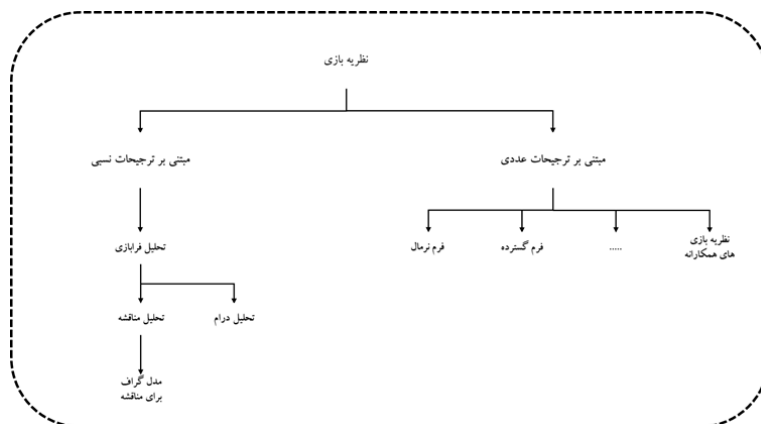 نظریه بازی
مبتنی بر ترجیحات عددی
مبتنی بر ترجیحات نسبی
نظریه بازی
های همکارانه
.....
فرم گسترده
فرم نرمال
تحلیل فرابازی
تحلیل درام
تحلیل مناقشه
مدل گراف
برای مناقشه